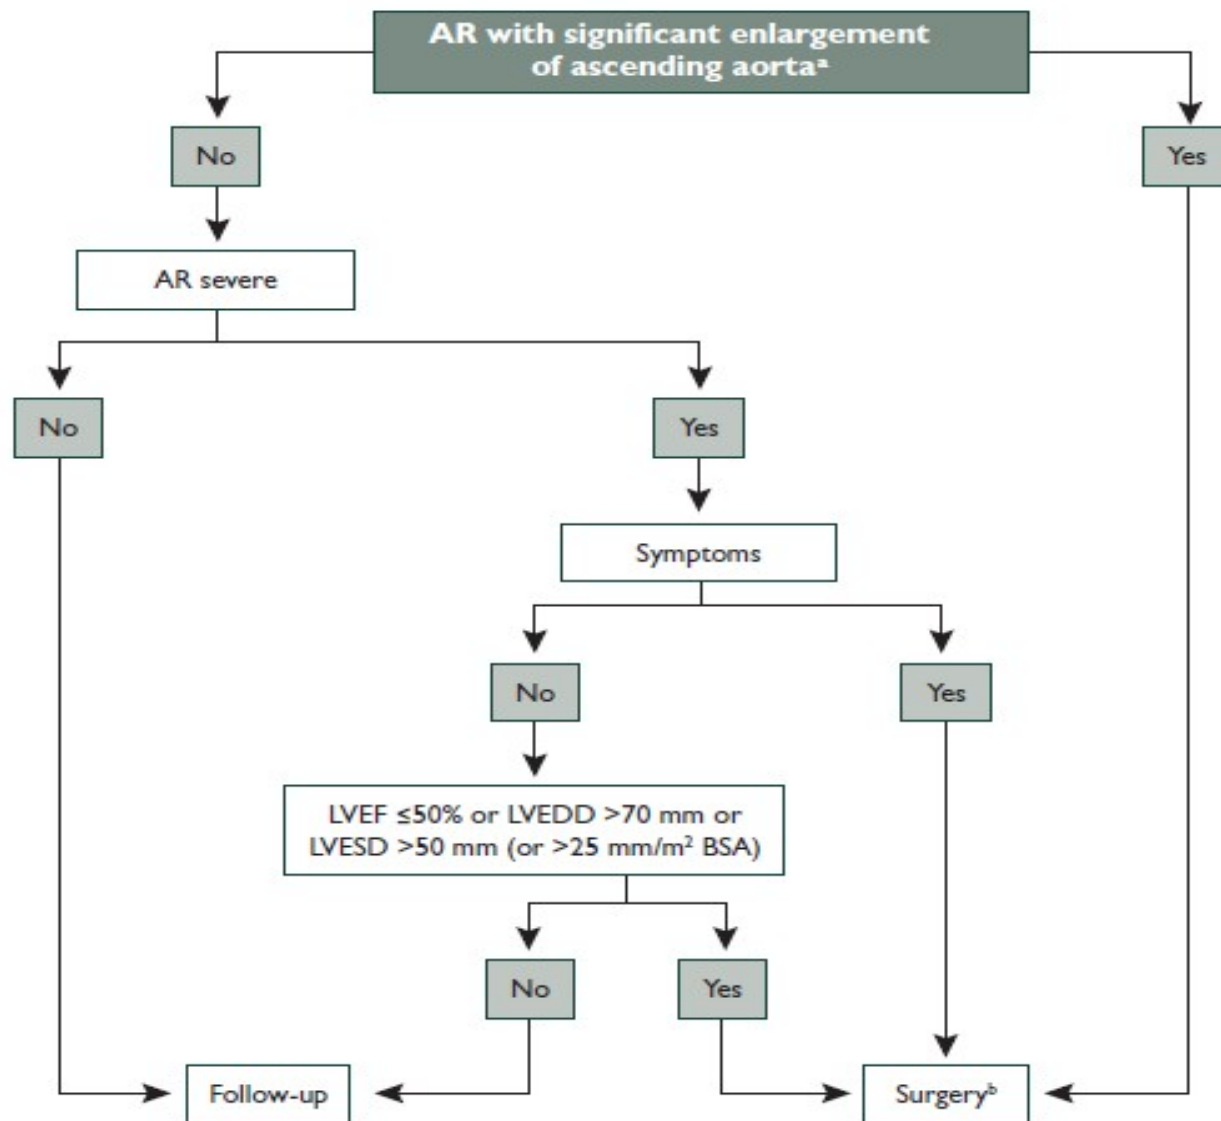 AR with significant enlargement
of ascending aortaᵃ
No
Yes
AR severe
No
Yes
Symptoms
No
Yes
LVEF ≤50% or LVEDD >70 mm or
LVESD >50 mm (or >25 mm/m² BSA)
No
Yes
Follow-up
Surgeryᵇ